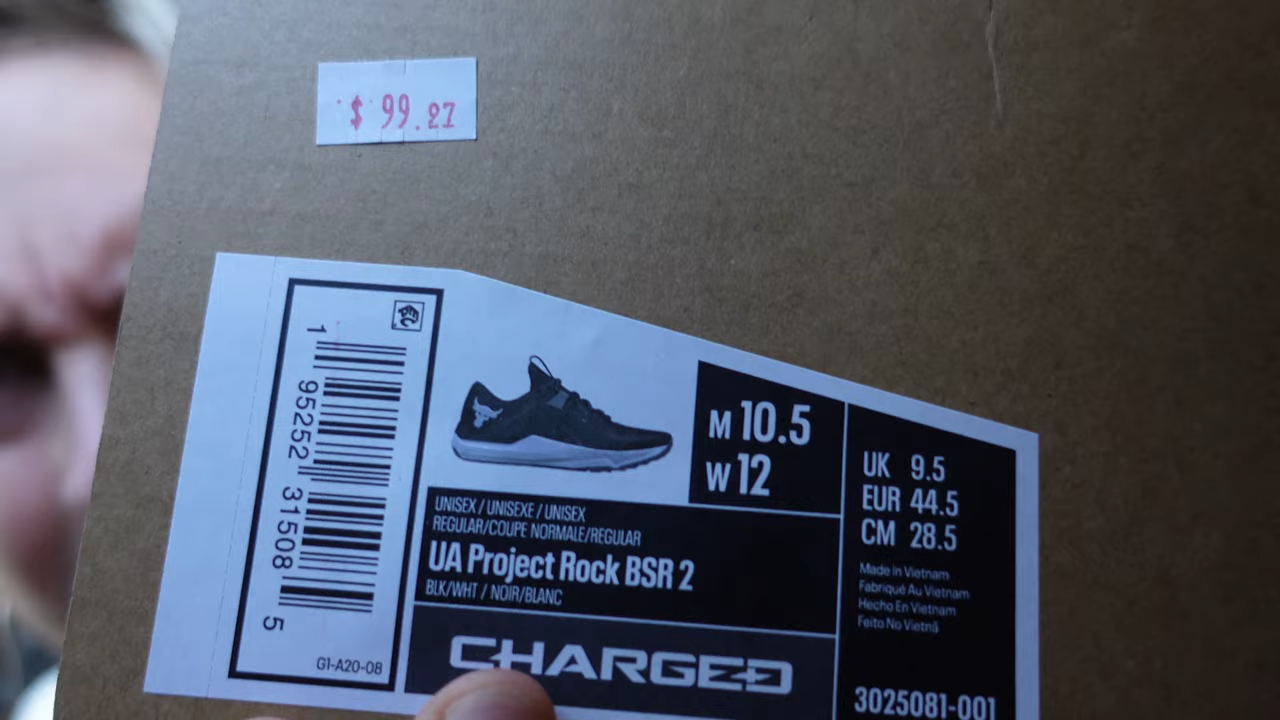 $ 99.27
1 95252 31508 5
G1-A20-08
M 10.5
W 12
UNISEX / UNISEXE / UNISEX
REGULAR/COUPE NORMALE/REGULAR
UA Project Rock BSR 2
BLK/WHT / NOIR/BLANC
CHARGED
UK 9.5
EUR 44.5
CM 28.5
Made In Vietnam
Fabriqué Au Vietnam
Hecho En Vietnam
Feito No Vietnã
3025081-001